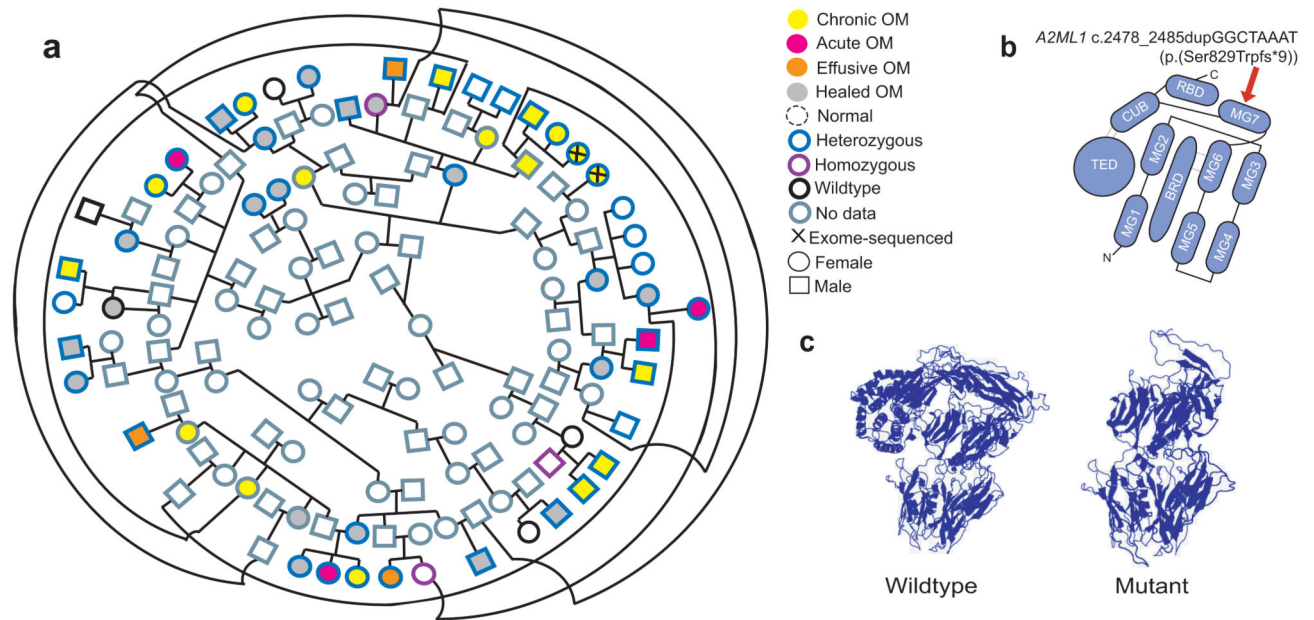 a
Chronic OM
Acute OM
Effusive OM
Healed OM
Normal
Heterozygous
Homozygous
Wildtype
No data
Exome-sequenced
Female
Male
b
A2ML1 c.2478_2485dupGGCTAAAT
(p.(Ser829Trpfs*9))
C
RBD
CUB
MG7
MG2
MG6
MG3
TED
BRD
MG1
MG5
MG4
N
c
Wildtype
Mutant